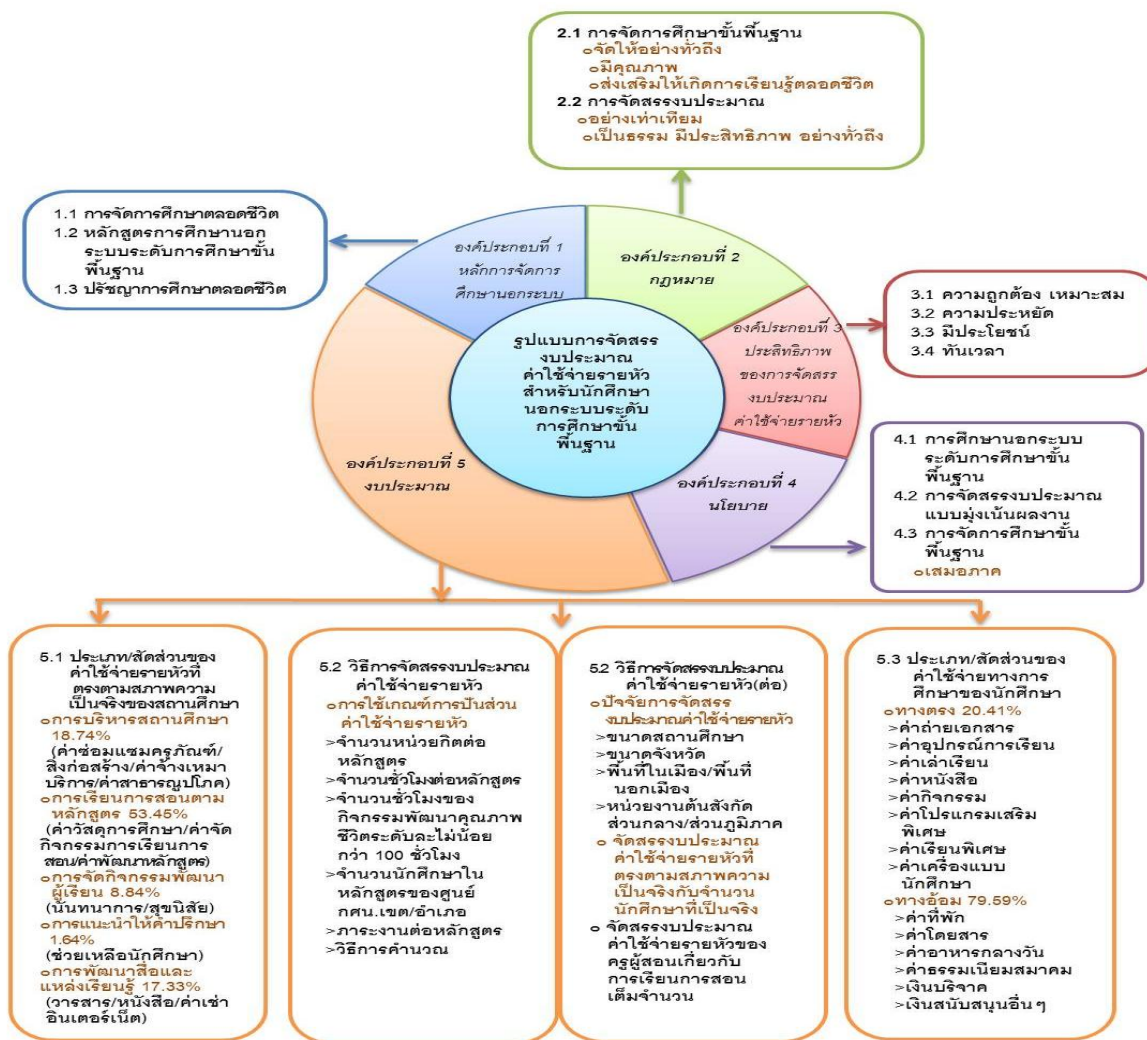 2.1 การจัดการศึกษาขั้นพื้นฐาน
๐จัดให้อย่างทั่วถึง
๐มีคุณภาพ
๐ส่งเสริมให้เกิดการเรียนรู้ตลอดชีวิต
2.2 การจัดสรรงบประมาณ
๐อย่างเท่าเทียม
๐เป็นธรรม มีประสิทธิภาพ อย่างทั่วถึง
1.1 การจัดการศึกษาตลอดชีวิต
1.2 หลักสูตรการศึกษานอก
ระบบระดับการศึกษาขั้น
พื้นฐาน
1.3 ปรัชญาการศึกษาตลอดชีวิต
องค์ประกอบที่ 1
หลักการจัดการ
ศึกษานอกระบบ
องค์ประกอบที่ 2
กฎหมาย
องค์ประกอบที่ 3
ประสิทธิภาพ
ของการจัดสรร
งบประมาณ
ค่าใช้จ่ายรายหัว
3.1 ความถูกต้อง เหมาะสม
3.2 ความประหยัด
3.3 มีประโยชน์
3.4 ทันเวลา
รูปแบบการจัดสรร
งบประมาณ
ค่าใช้จ่ายรายหัว
สำหรับนักศึกษา
นอกระบบระดับ
การศึกษาขั้น
พื้นฐาน
องค์ประกอบที่ 5
งบประมาณ
องค์ประกอบที่ 4
นโยบาย
4.1 การศึกษานอกระบบ
ระดับการศึกษาขั้น
พื้นฐาน
4.2 การจัดสรรงบประมาณ
แบบมุ่งเน้นผลงาน
4.3 การจัดการศึกษาขั้น
พื้นฐาน
๐เสมอภาค
5.1 ประเภท/สัดส่วนของ
ค่าใช้จ่ายรายหัวที่
ตรงตามสภาพความ
เป็นจริงของสถานศึกษา
๐การบริหารสถานศึกษา
18.74%
(ค่าซ่อมแซมครุภัณฑ์/
สิ่งก่อสร้าง/ค่าจ้างเหมา
บริการ/ค่าสาธารณูปโภค)
๐การเรียนการสอนตาม
หลักสูตร 53.45%
(ค่าวัสดุการศึกษา/ค่าจัด
กิจกรรมการเรียนการ
สอน/ค่าพัฒนาหลักสูตร)
๐การจัดกิจกรรมพัฒนา
ผู้เรียน 8.84%
(นันทนาการ/สุขนิสัย)
๐การแนะนำให้คำปรึกษา
1.64%
(ช่วยเหลือนักศึกษา)
๐การพัฒนาสื่อและ
แหล่งเรียนรู้ 17.33%
(วารสาร/หนังสือ/ค่าเช่า
อินเตอร์เน็ต)
5.2 วิธีการจัดสรรงบประมาณ
ค่าใช้จ่ายรายหัว
๐การใช้เกณฑ์การปันส่วน
ค่าใช้จ่ายรายหัว
>จำนวนหน่วยกิตต่อ
หลักสูตร
>จำนวนชั่วโมงต่อหลักสูตร
>จำนวนชั่วโมงของ
กิจกรรมพัฒนาคุณภาพ
ชีวิตระดับละไม่น้อย
กว่า 100 ชั่วโมง
>จำนวนนักศึกษาใน
หลักสูตรของศูนย์
กศน.เขต/อำเภอ
>ภาระงานต่อหลักสูตร
>วิธีการคำนวณ
5.2 วิธีการจัดสรรงบประมาณ
ค่าใช้จ่ายรายหัว(ต่อ)
๐ปัจจัยการจัดสรร
งบประมาณค่าใช้จ่ายรายหัว
>ขนาดสถานศึกษา
>ขนาดจังหวัด
>พื้นที่ในเมือง/พื้นที่
นอกเมือง
>หน่วยงานต้นสังกัด
ส่วนกลาง/ส่วนภูมิภาค
๐ จัดสรรงบประมาณ
ค่าใช้จ่ายรายหัวที่
ตรงตามสภาพความ
เป็นจริงกับจำนวน
นักศึกษาที่เป็นจริง
๐ จัดสรรงบประมาณ
ค่าใช้จ่ายรายหัวของ
ครูผู้สอนเกี่ยวกับ
การเรียนการสอน
เต็มจำนวน
5.3 ประเภท/สัดส่วนของ
ค่าใช้จ่ายทางการ
ศึกษาของนักศึกษา
๐ทางตรง 20.41%
>ค่าถ่ายเอกสาร
>ค่าอุปกรณ์การเรียน
>ค่าเล่าเรียน
>ค่าหนังสือ
>ค่ากิจกรรม
>ค่าโปรแกรมเสริม
พิเศษ
>ค่าเรียนพิเศษ
>ค่าเครื่องแบบ
นักศึกษา
๐ทางอ้อม 79.59%
>ค่าที่พัก
>ค่าโดยสาร
>ค่าอาหารกลางวัน
>ค่าธรรมเนียมสมาคม
>เงินบริจาค
>เงินสนับสนุนอื่นๆ